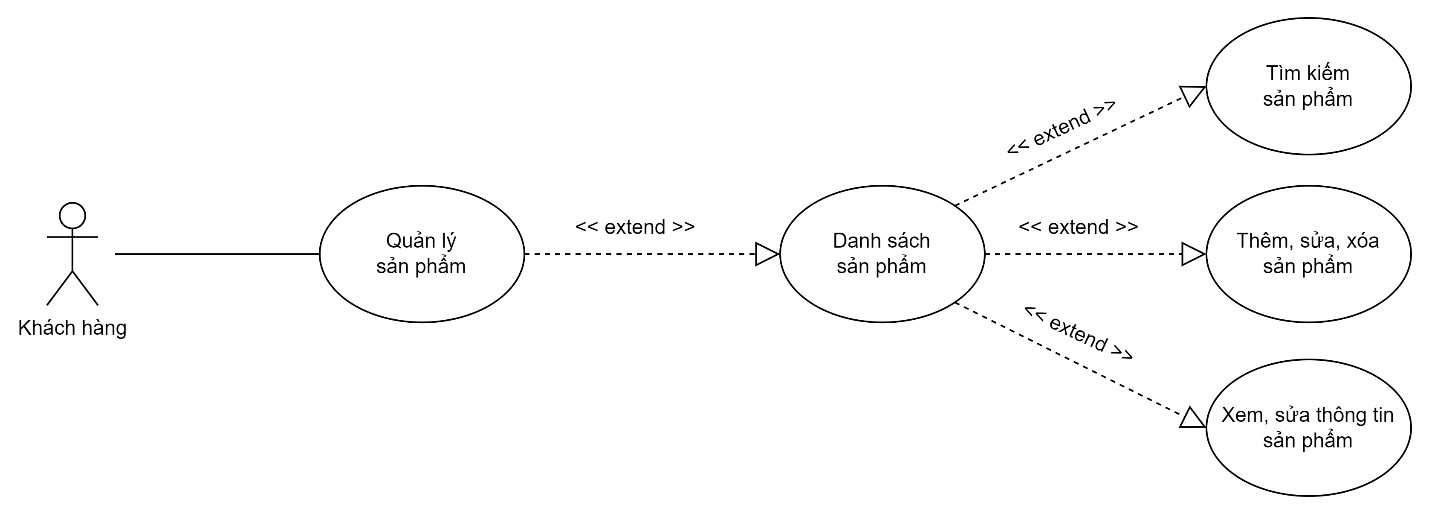 Tìm kiếm
sản phẩm
<< extend >>
Quản lý
sản phẩm
<< extend >>
Danh sách
sản phẩm
<< extend >>
Thêm, sửa, xóa
sản phẩm
Khách hàng
<< extend >>
Xem, sửa thông tin
sản phẩm